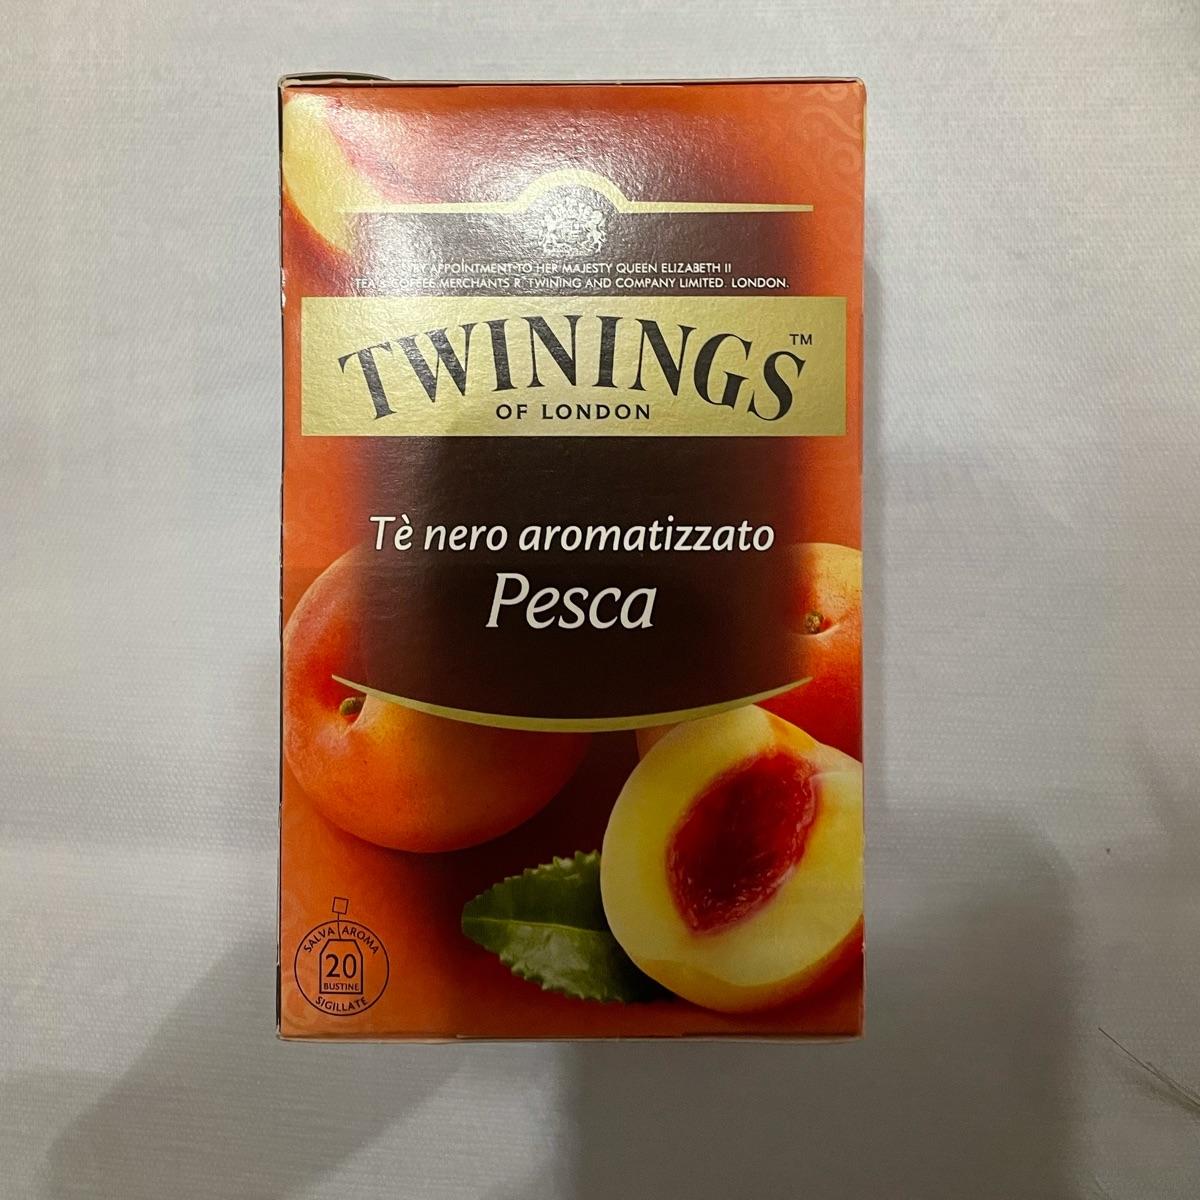 BY APPOINTMENT TO HER MAJESTY QUEEN ELIZABETH II
TEA & COFFEE MERCHANTS R. TWINING AND COMPANY LIMITED. LONDON.
TWININGS™
OF LONDON
Tè nero aromatizzato
Pesca
SALVA AROMA
20
BUSTINE
SIGILLATE